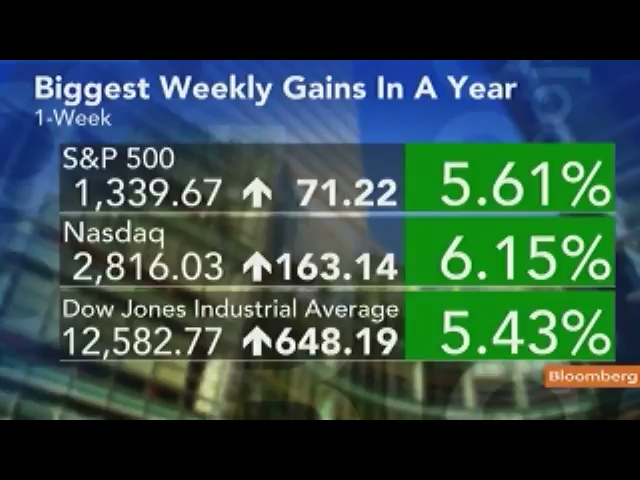 Biggest Weekly Gains In A Year
1-Week
S&P 500
1,339.67 ↑ 71.22 5.61%
Nasdaq
2,816.03 ↑ 163.14 6.15%
Dow Jones Industrial Average
12,582.77 ↑ 648.19 5.43%
Bloomberg